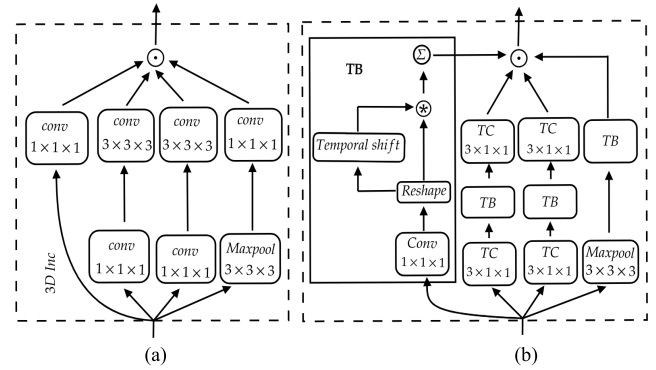 conv
1×1×1
conv
3×3×3
conv
3×3×3
conv
1×1×1
3D Inc
conv
1×1×1
conv
1×1×1
Maxpool
3×3×3
(a)
TB
Σ
Temporal shift
Reshape
Conv
1×1×1
TC
3×1×1
TC
3×1×1
TB
TB
TB
TC
3×1×1
TC
3×1×1
Maxpool
3×3×3
(b)